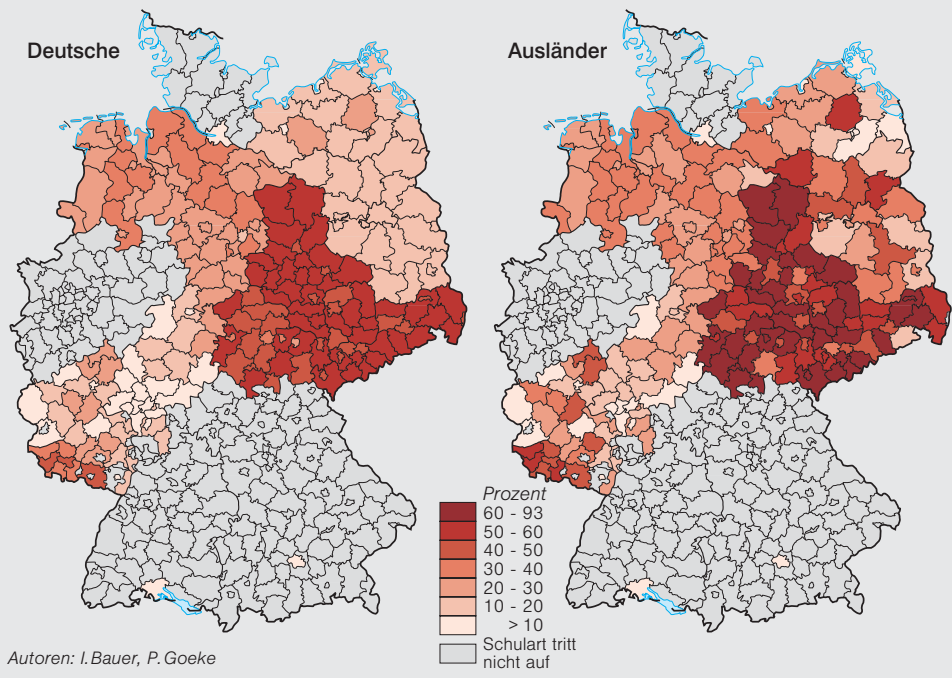 Deutsche
Ausländer
Prozent
60 - 93
50 - 60
40 - 50
30 - 40
20 - 30
10 - 20
> 10
Schulart tritt
nicht auf
Autoren: I. Bauer, P. Goeke